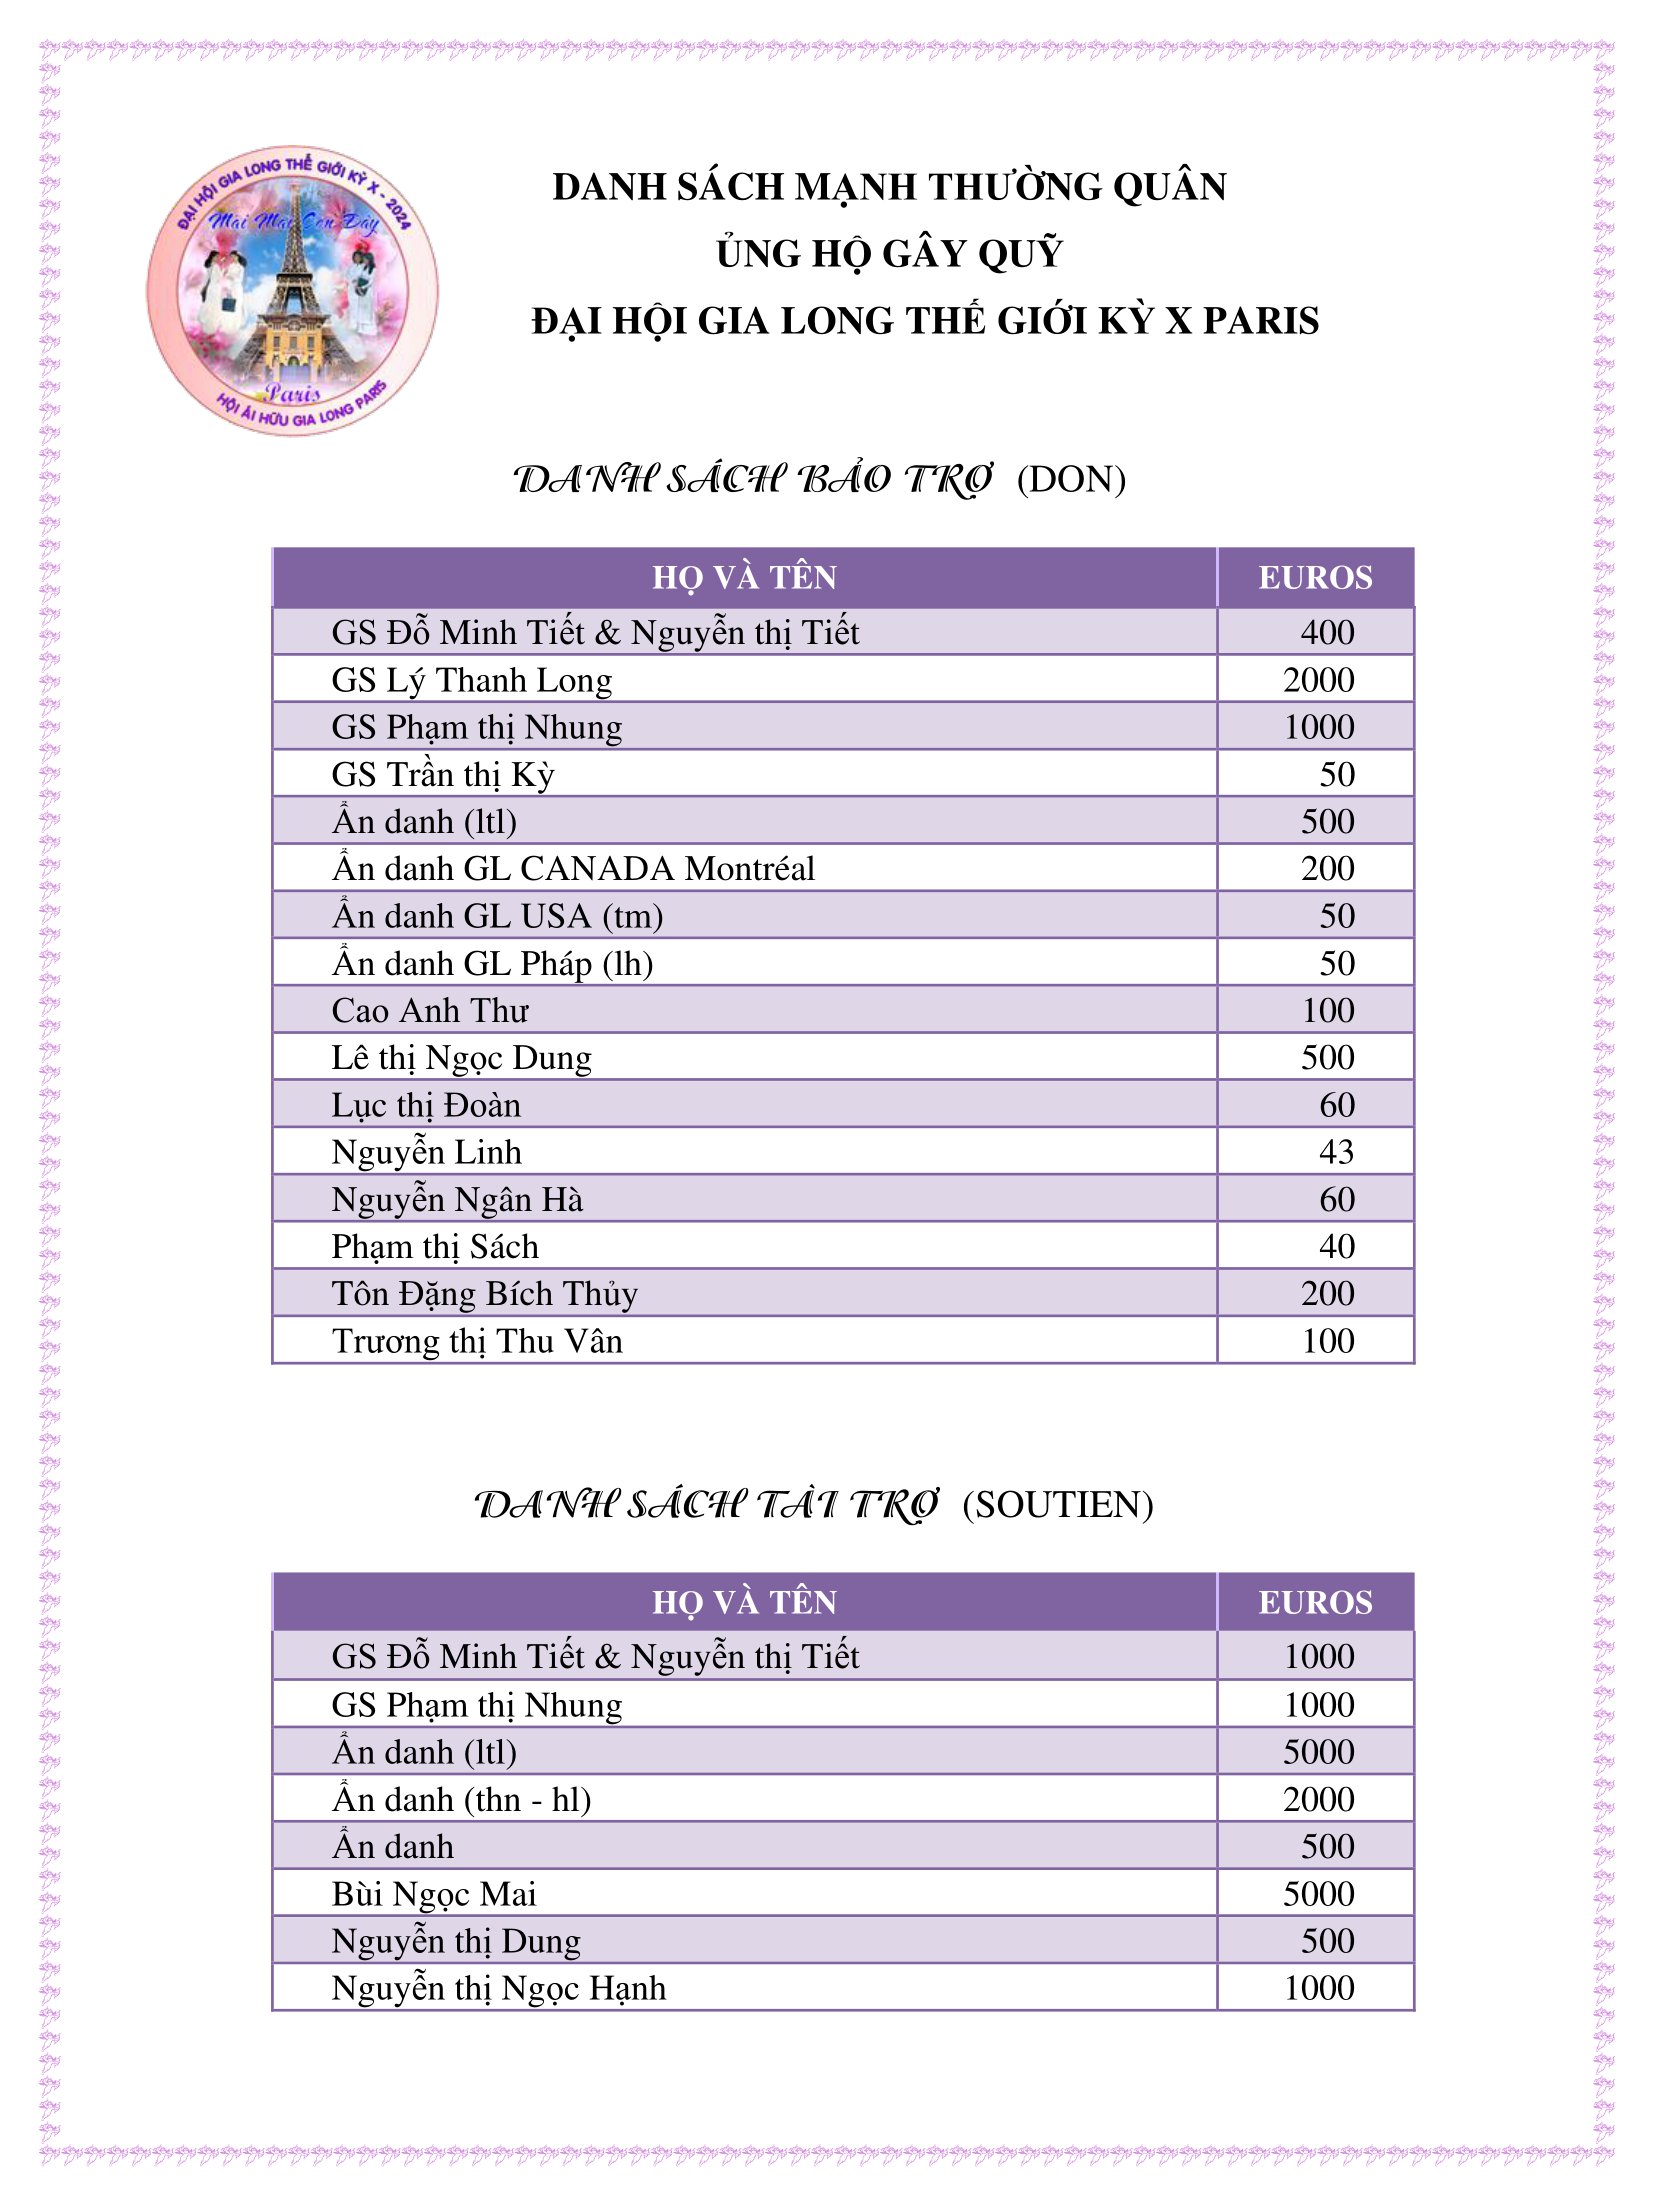 ĐẠI HỘI GIA LONG THẾ GIỚI KỲ X - 2024
Mai Mai Con Đây
Paris
HỘI ÁI HỮU GIA LONG PARIS
DANH SÁCH MẠNH THƯỜNG QUÂN
ỦNG HỘ GÂY QUỸ
ĐẠI HỘI GIA LONG THẾ GIỚI KỲ X PARIS
DANH SÁCH BẢO TRỢ (DON)
HỌ VÀ TÊN EUROS
GS Đỗ Minh Tiết & Nguyễn thị Tiết 400
GS Lý Thanh Long 2000
GS Phạm thị Nhung 1000
GS Trần thị Kỳ 50
Ẩn danh (ltl) 500
Ẩn danh GL CANADA Montréal 200
Ẩn danh GL USA (tm) 50
Ẩn danh GL Pháp (lh) 50
Cao Anh Thư 100
Lê thị Ngọc Dung 500
Lục thị Đoàn 60
Nguyễn Linh 43
Nguyễn Ngân Hà 60
Phạm thị Sách 40
Tôn Đặng Bích Thủy 200
Trương thị Thu Vân 100
DANH SÁCH TÀI TRỢ (SOUTIEN)
HỌ VÀ TÊN EUROS
GS Đỗ Minh Tiết & Nguyễn thị Tiết 1000
GS Phạm thị Nhung 1000
Ẩn danh (ltl) 5000
Ẩn danh (thn - hl) 2000
Ẩn danh 500
Bùi Ngọc Mai 5000
Nguyễn thị Dung 500
Nguyễn thị Ngọc Hạnh 1000